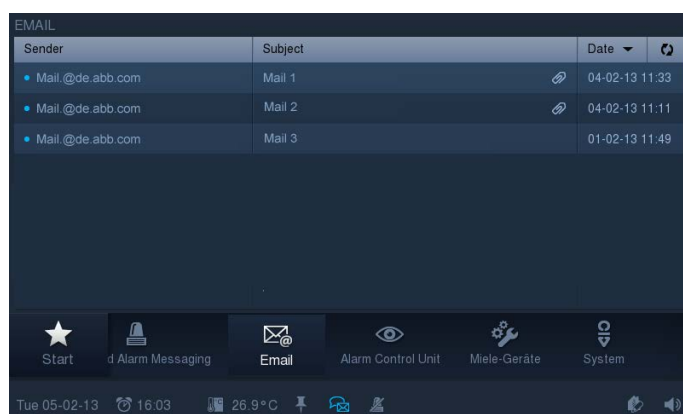 EMAIL
Sender Subject Date
Mail.@de.abb.com Mail 1 04-02-13 11:33
Mail.@de.abb.com Mail 2 04-02-13 11:11
Mail.@de.abb.com Mail 3 01-02-13 11:49
Start d Alarm Messaging Email Alarm Control Unit Miele-Geräte System
Tue 05-02-13 16:03 26.9°C